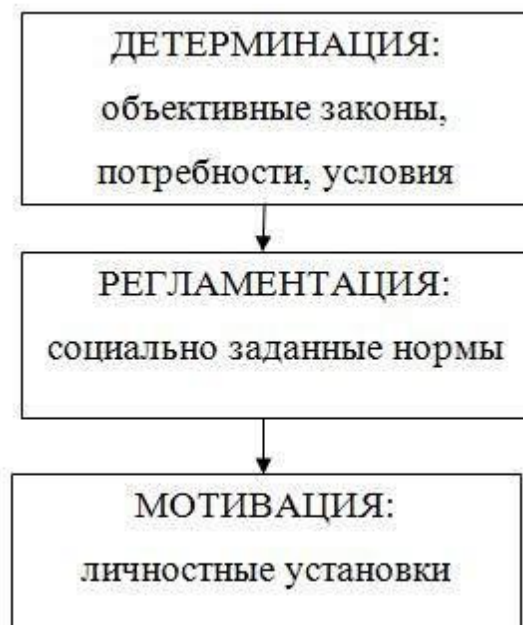 ДЕТЕРМИНАЦИЯ:
объективные законы,
потребности, условия
РЕГЛАМЕНТАЦИЯ:
социально заданные нормы
МОТИВАЦИЯ:
личностные установки